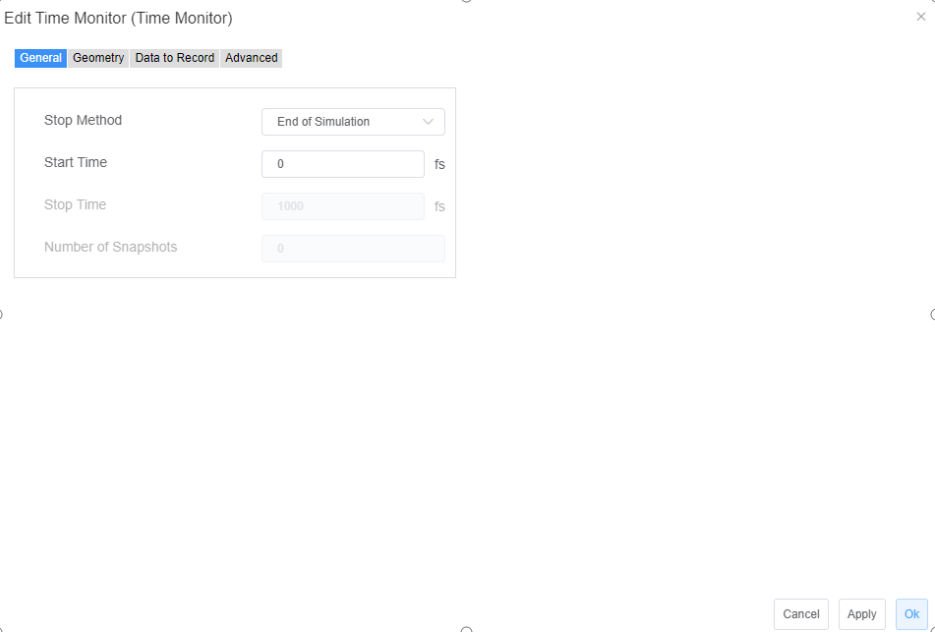 Edit Time Monitor (Time Monitor)
General Geometry Data to Record Advanced
Stop Method End of Simulation
Start Time 0 fs
Stop Time 1000 fs
Number of Snapshots 0
Cancel Apply Ok